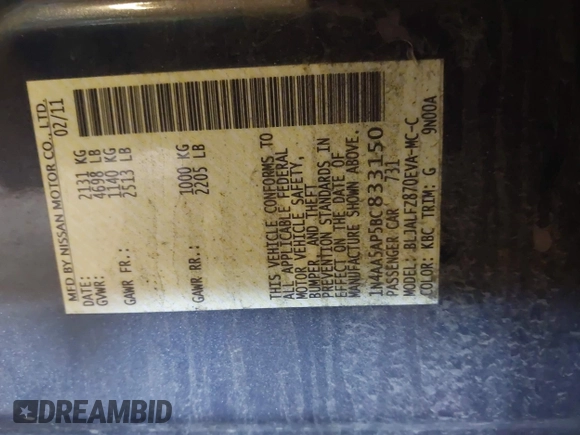 MFD BY NISSAN MOTOR CO., LTD.
DATE: 02/11
GVWR: 2131 KG
4698 LB
GAWR FR: 1140 KG
2513 LB
GAWR RR: 1000 KG
2205 LB
THIS VEHICLE CONFORMS TO
ALL APPLICABLE FEDERAL
MOTOR VEHICLE SAFETY,
BUMPER, AND THEFT
PREVENTION STANDARDS IN
EFFECT ON THE DATE OF
MANUFACTURE SHOWN ABOVE.
1N4AA5AP5BC833150
PASSENGER CAR 731
MODEL: BLJALF2870EVA-MC-C
COLOR: KBC TRIM: G 9N00A
DREAMBID